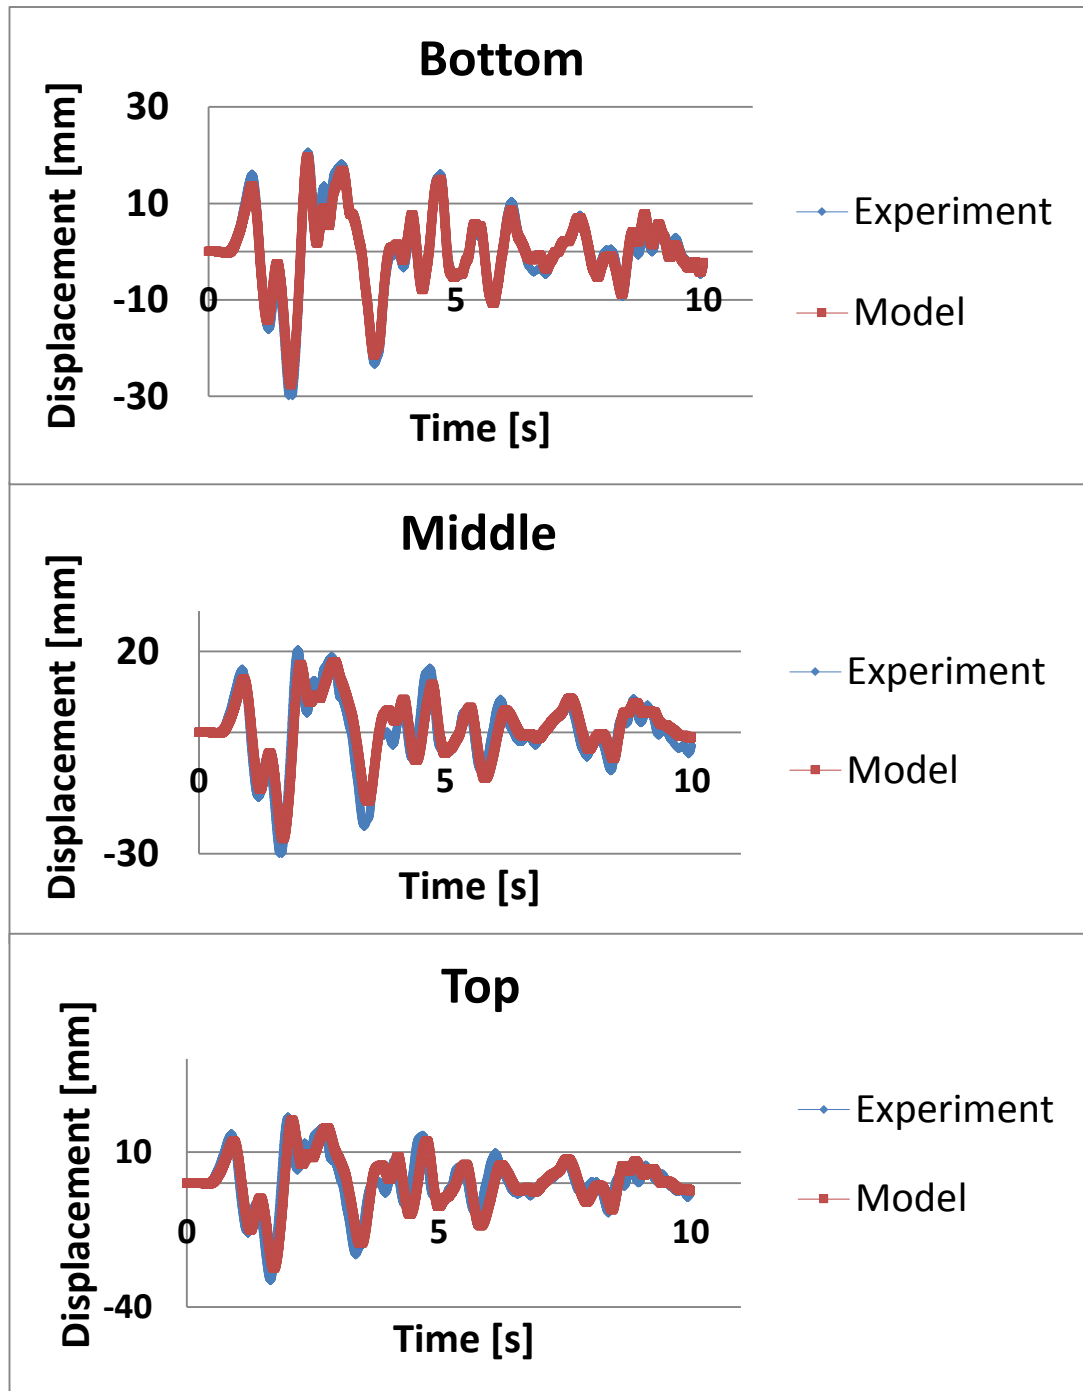 Bottom
Displacement [mm]
30
10
-10
-30
0
5
10
Time [s]
Experiment
Model
Middle
Displacement [mm]
20
-30
0
5
10
Time [s]
Experiment
Model
Top
Displacement [mm]
10
-40
0
5
10
Time [s]
Experiment
Model